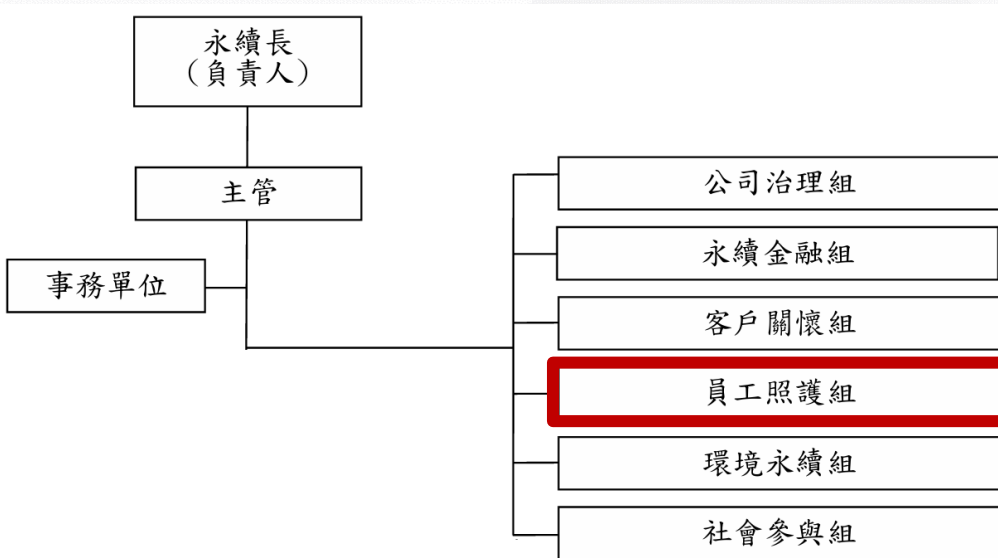 永續長
(負責人)
主管
事務單位
公司治理組
永續金融組
客戶關懷組
員工照護組
環境永續組
社會參與組